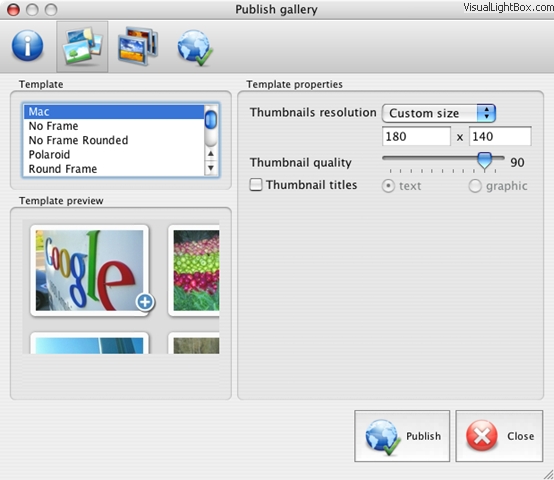 Publish gallery
VisualLightBox.com
Template
Mac
No Frame
No Frame Rounded
Polaroid
Round Frame
Template preview
Google
Template properties
Thumbnails resolution Custom size
180 x 140
Thumbnail quality 90
Thumbnail titles text graphic
Publish Close